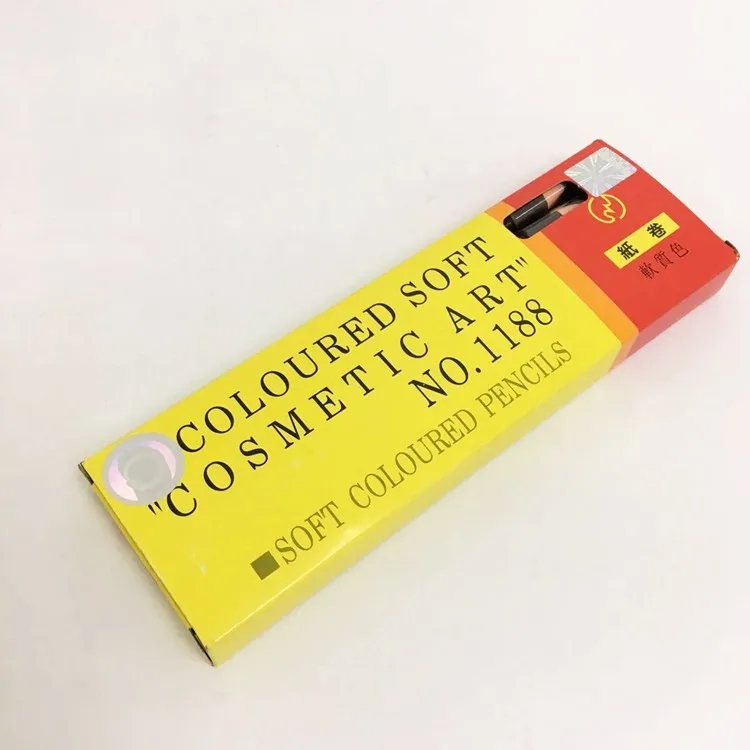 COLOURED SOFT
"COSMETIC ART"
NO.1188
■SOFT COLOURED PENCILS
紙卷
軟質色